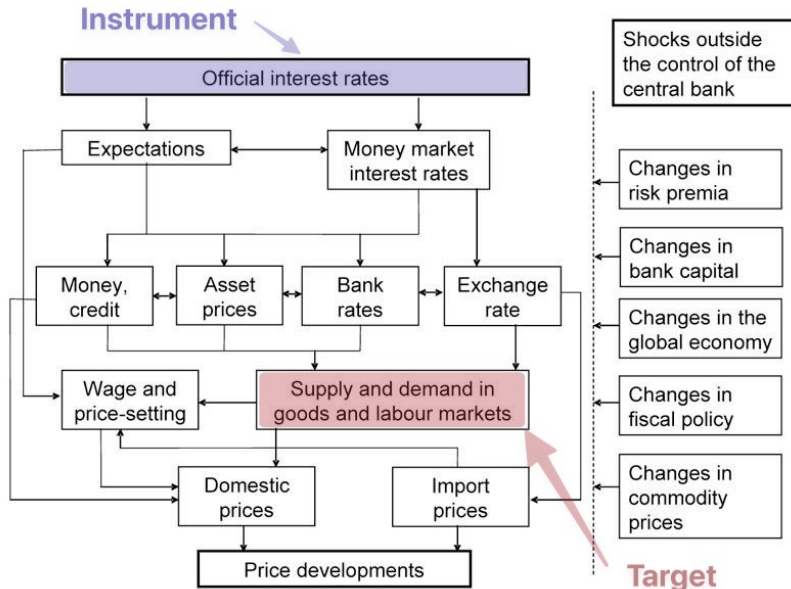 Instrument
Official interest rates
Shocks outside
the control of the
central bank
Expectations
Money market
interest rates
Changes in
risk premia
Money,
credit
Asset
prices
Bank
rates
Exchange
rate
Changes in
bank capital
Changes in the
global economy
Wage and
price-setting
Supply and demand in
goods and labour markets
Changes in
fiscal policy
Domestic
prices
Import
prices
Changes in
commodity
prices
Price developments
Target